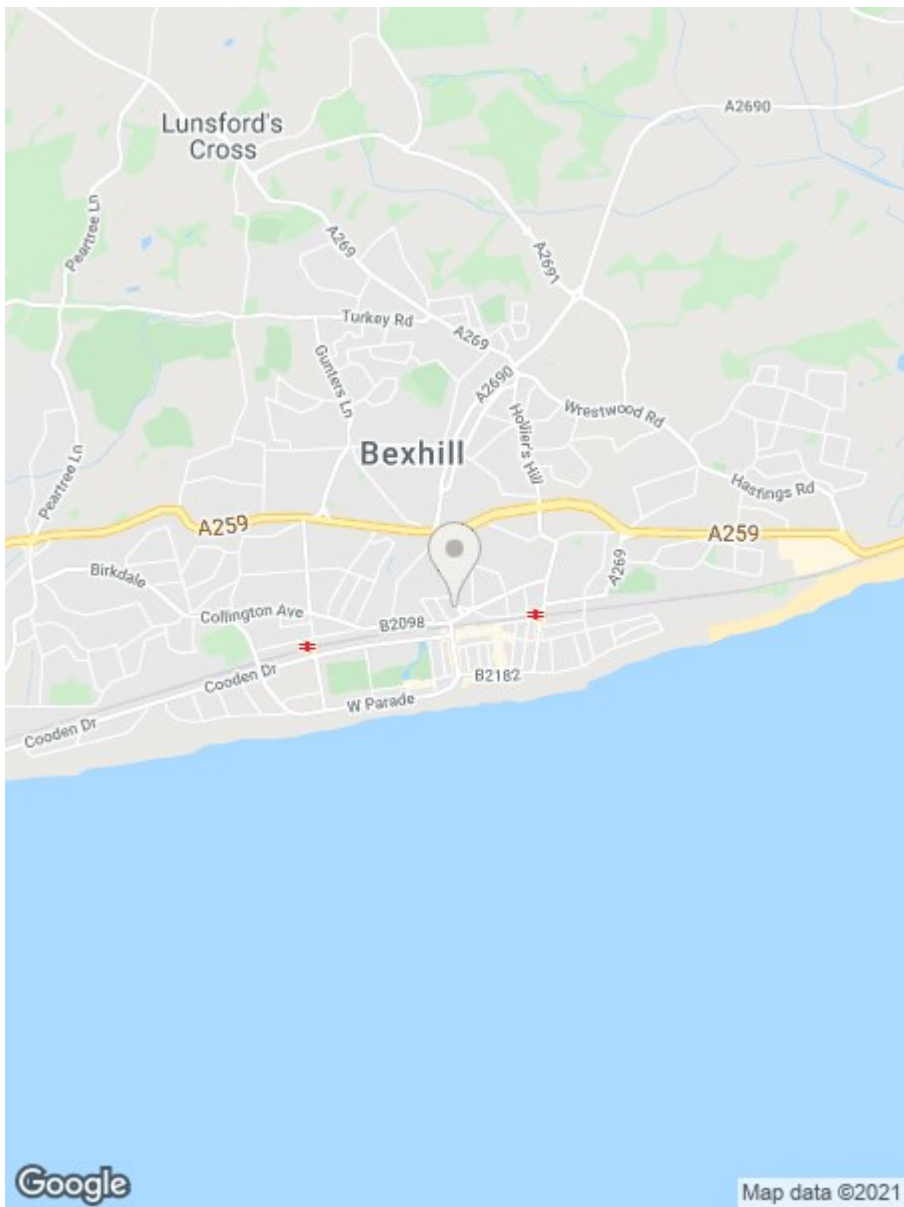 A2690
Lunsford's
Cross
Peartree Ln
A269
A2691
Turkey Rd
A269
Gunters Ln
A2690
Hollier's Hill
Wrestwood Rd
Bexhill
Peartree Ln
Hastings Rd
A259
A259
Birkdale
A269
Collington Ave
B2098
Cooden Dr
B2182
W Parade
Cooden Dr
Google
Map data ©2021